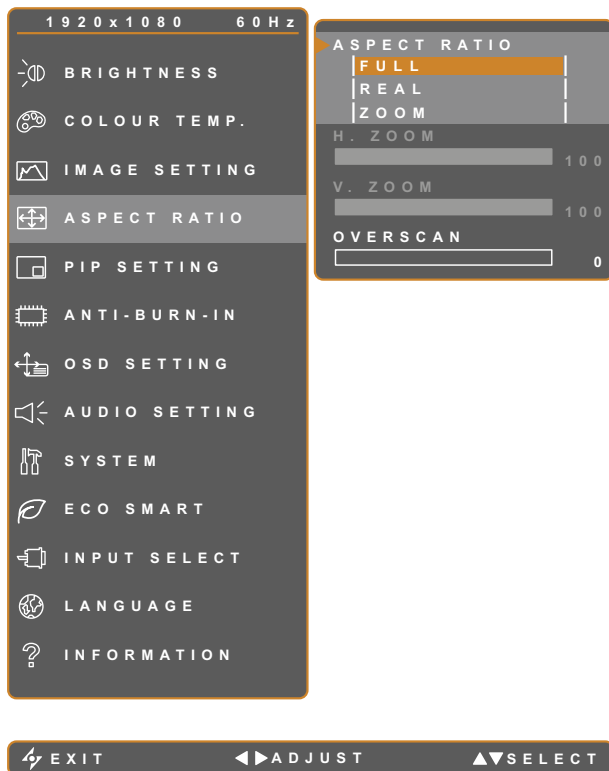 1920x1080 60Hz
BRIGHTNESS
COLOUR TEMP.
IMAGE SETTING
ASPECT RATIO
PIP SETTING
ANTI-BURN-IN
OSD SETTING
AUDIO SETTING
SYSTEM
ECO SMART
INPUT SELECT
LANGUAGE
INFORMATION
ASPECT RATIO
FULL
REAL
ZOOM
H. ZOOM
100
V. ZOOM
100
OVERSCAN
0
EXIT ADJUST SELECT